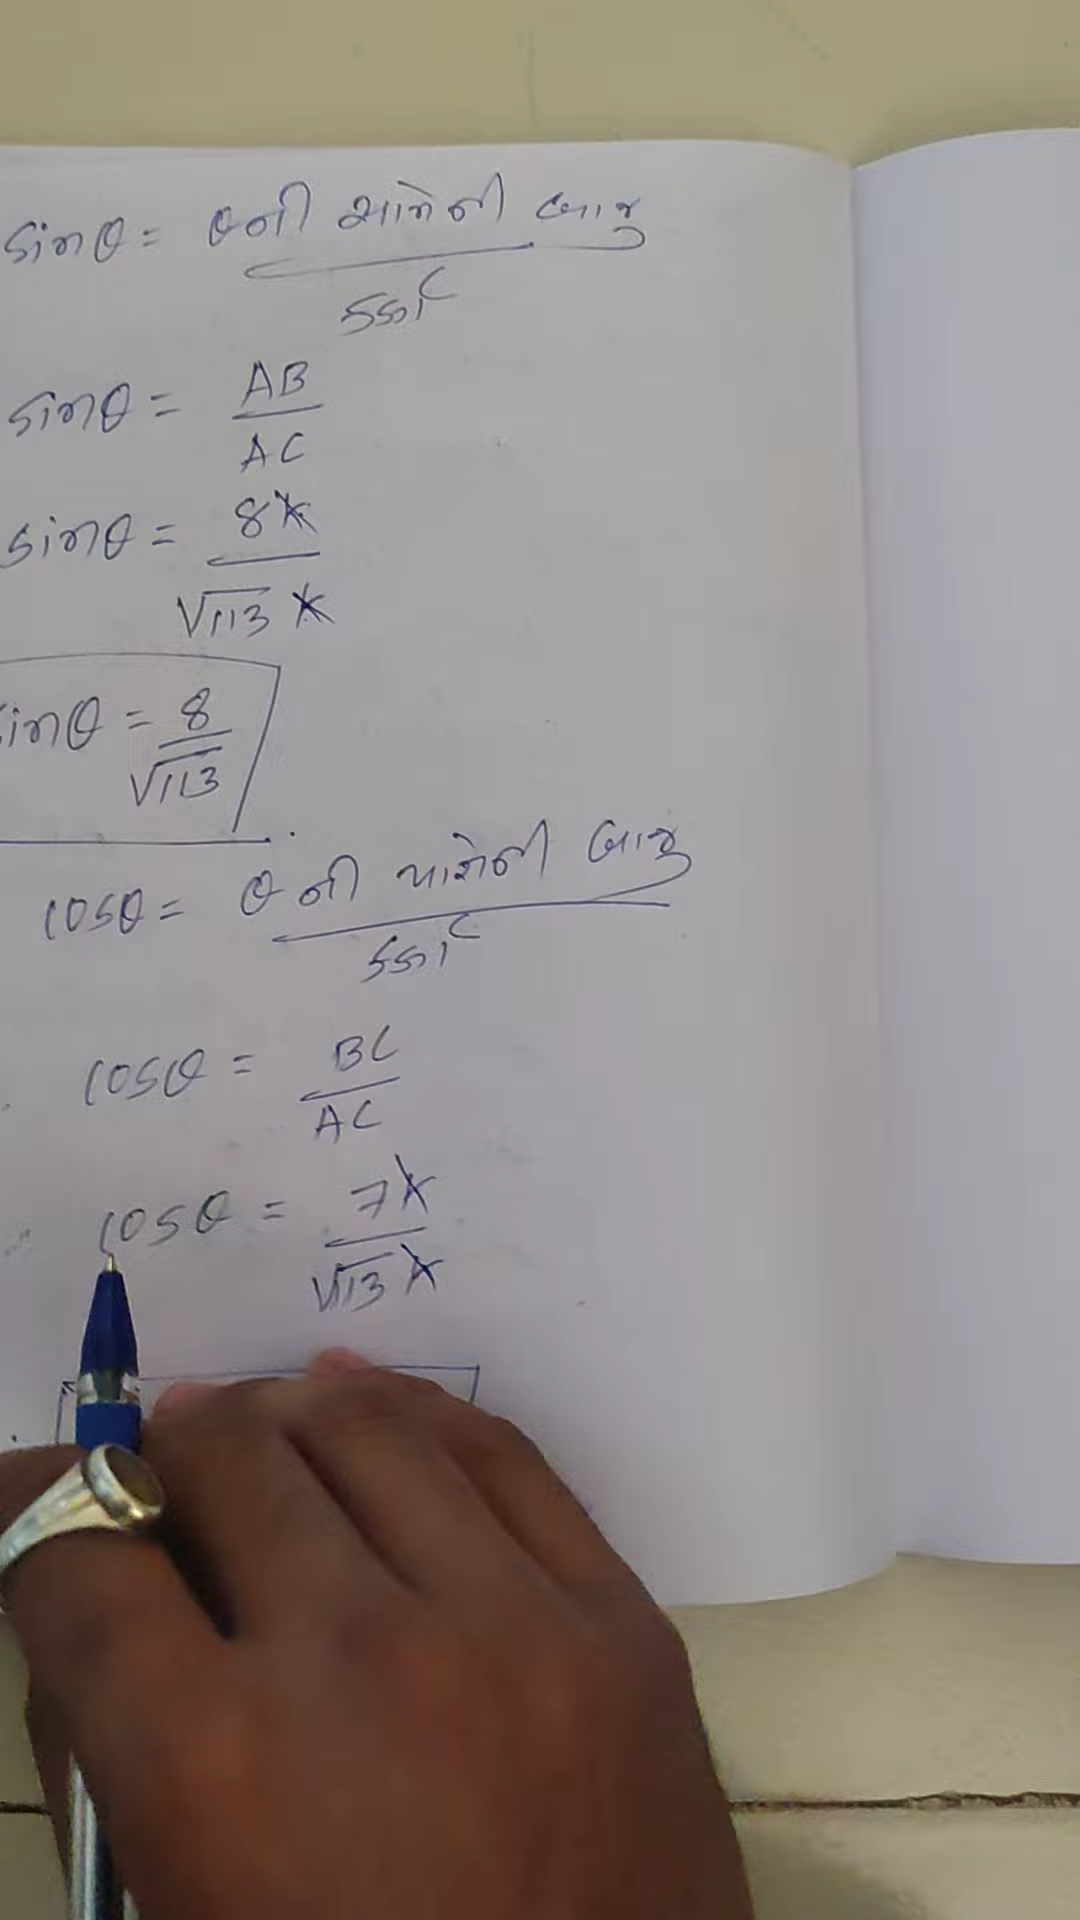 sinθ = θની સામેની બાજુ / કર્ણ
sinθ = AB / AC
sinθ = 8k / √113 k
sinθ = 8 / √113
cosθ = θ ની પાસેની બાજુ / કર્ણ
cosθ = BC / AC
cosθ = 7k / √113 k